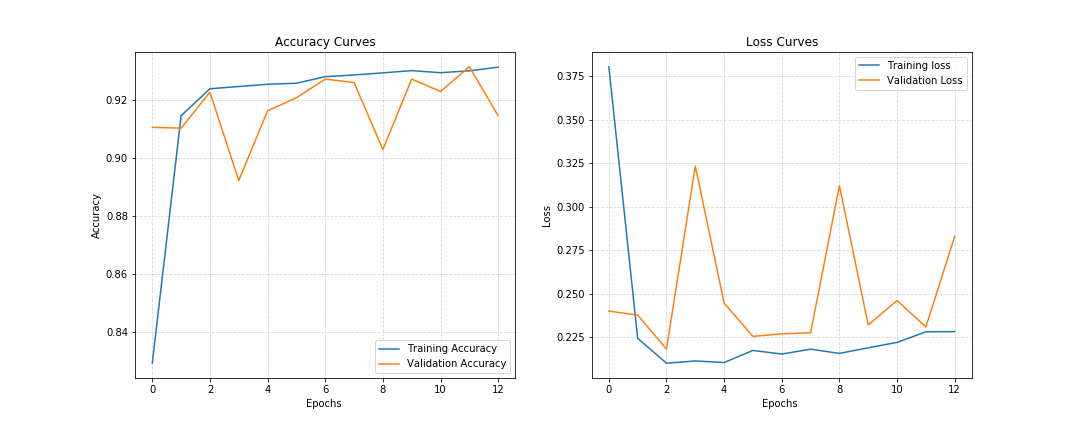 Accuracy Curves
Accuracy
0.92
0.90
0.88
0.86
0.84
Training Accuracy
Validation Accuracy
0 2 4 6 8 10 12
Epochs
Loss Curves
Loss
0.375
0.350
0.325
0.300
0.275
0.250
0.225
Training loss
Validation Loss
0 2 4 6 8 10 12
Epochs